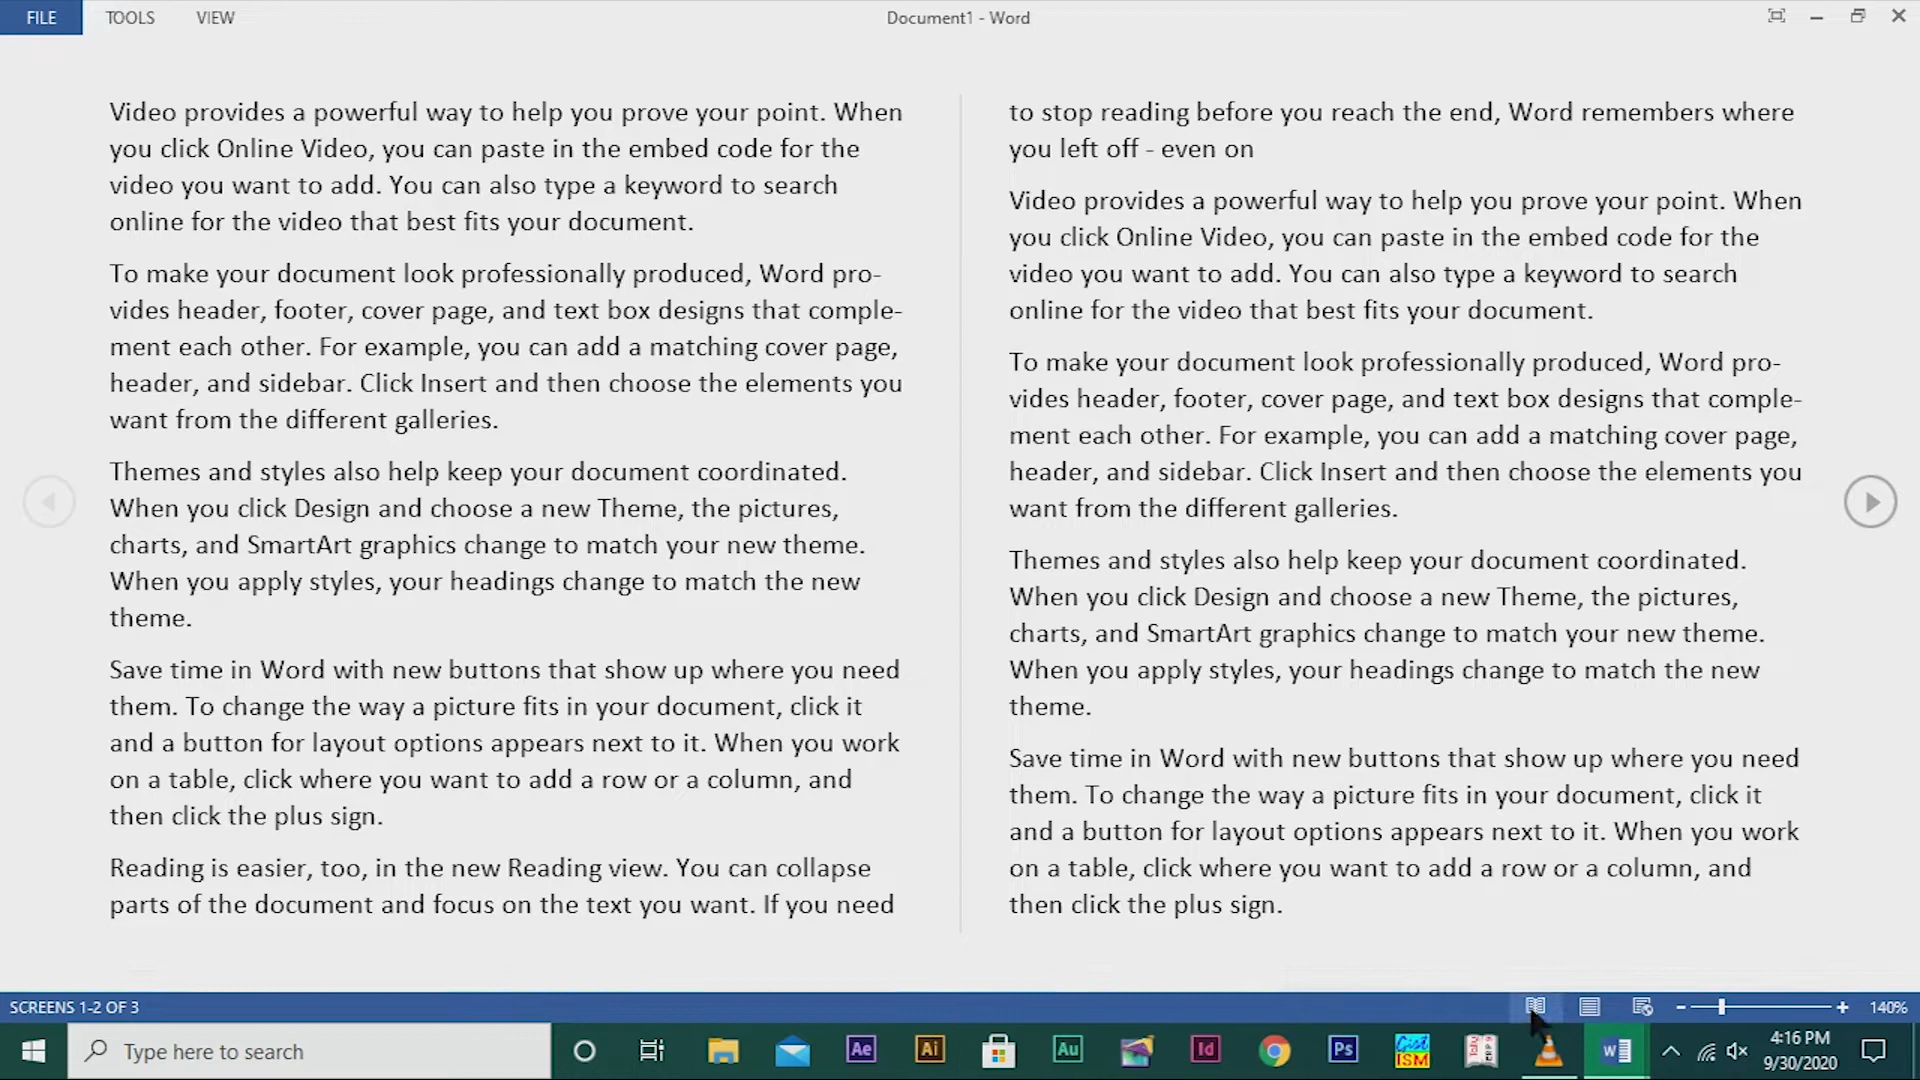 FILE TOOLS VIEW Document1 - Word
Video provides a powerful way to help you prove your point. When
you click Online Video, you can paste in the embed code for the
video you want to add. You can also type a keyword to search
online for the video that best fits your document.
To make your document look professionally produced, Word pro-
vides header, footer, cover page, and text box designs that comple-
ment each other. For example, you can add a matching cover page,
header, and sidebar. Click Insert and then choose the elements you
want from the different galleries.
Themes and styles also help keep your document coordinated.
When you click Design and choose a new Theme, the pictures,
charts, and SmartArt graphics change to match your new theme.
When you apply styles, your headings change to match the new
theme.
Save time in Word with new buttons that show up where you need
them. To change the way a picture fits in your document, click it
and a button for layout options appears next to it. When you work
on a table, click where you want to add a row or a column, and
then click the plus sign.
Reading is easier, too, in the new Reading view. You can collapse
parts of the document and focus on the text you want. If you need
to stop reading before you reach the end, Word remembers where
you left off - even on
Video provides a powerful way to help you prove your point. When
you click Online Video, you can paste in the embed code for the
video you want to add. You can also type a keyword to search
online for the video that best fits your document.
To make your document look professionally produced, Word pro-
vides header, footer, cover page, and text box designs that comple-
ment each other. For example, you can add a matching cover page,
header, and sidebar. Click Insert and then choose the elements you
want from the different galleries.
Themes and styles also help keep your document coordinated.
When you click Design and choose a new Theme, the pictures,
charts, and SmartArt graphics change to match your new theme.
When you apply styles, your headings change to match the new
theme.
Save time in Word with new buttons that show up where you need
them. To change the way a picture fits in your document, click it
and a button for layout options appears next to it. When you work
on a table, click where you want to add a row or a column, and
then click the plus sign.
SCREENS 1-2 OF 3 140%
Type here to search Ae Ai Au Id Ps Gist ISM 4:16 PM
9/30/2020